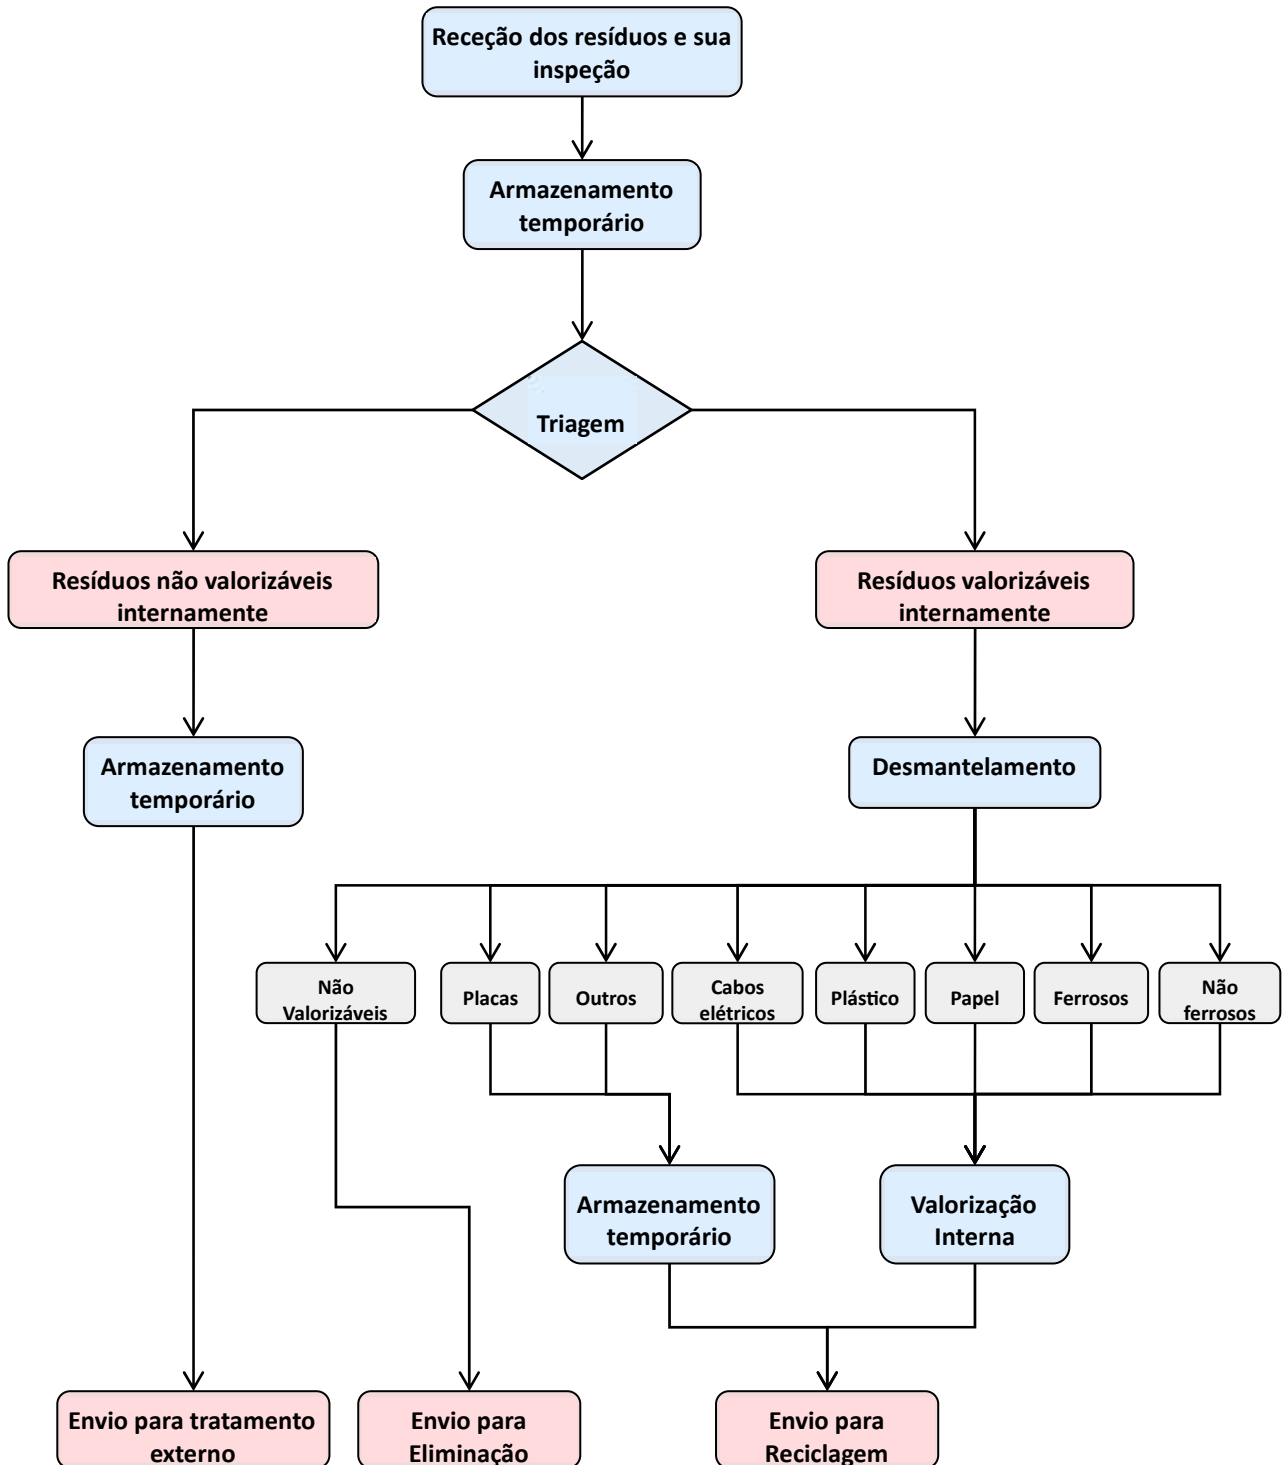 Receção dos resíduos e sua
inspeção
Armazenamento
temporário
Triagem
Resíduos não valorizáveis
internamente
Resíduos valorizáveis
internamente
Armazenamento
temporário
Desmantelamento
Não
Valorizáveis
Placas
Outros
Cabos
elétricos
Plástico
Papel
Ferrosos
Não
ferrosos
Armazenamento
temporário
Valorização
Interna
Envio para tratamento
externo
Envio para
Eliminação
Envio para
Reciclagem